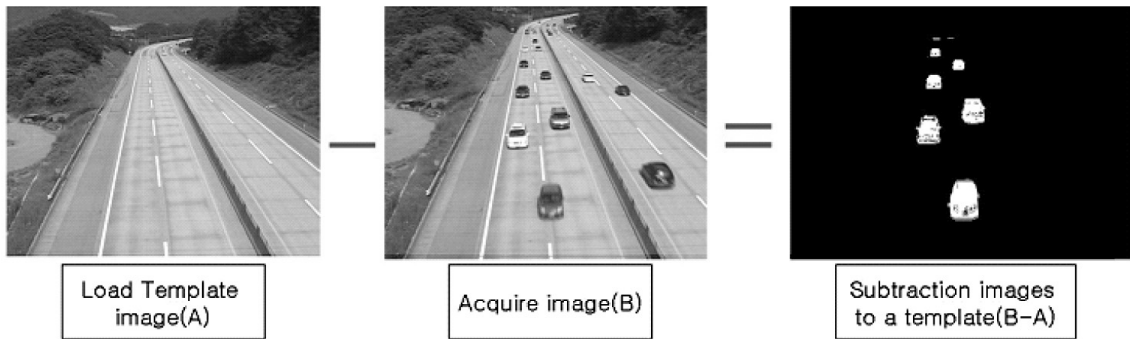 Load Template
image(A)
Acquire image(B)
Subtraction images
to a template(B-A)